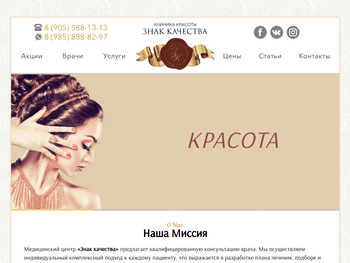 8 (905) 588-13-13
8 (985) 888-82-97
КЛИНИКА КРАСОТЫ
ЗНАК КАЧЕСТВА
Акции
Врачи
Услуги
Цены
Статьи
Контакты
КРАСОТА
О Нас
Наша Миссия
Медицинский центр «Знак качества» предлагает квалифицированную консультацию врача. Мы осуществляем
индивидуальный комплексный подход к каждому пациенту, что выражается в разработке плана лечения, подборе и